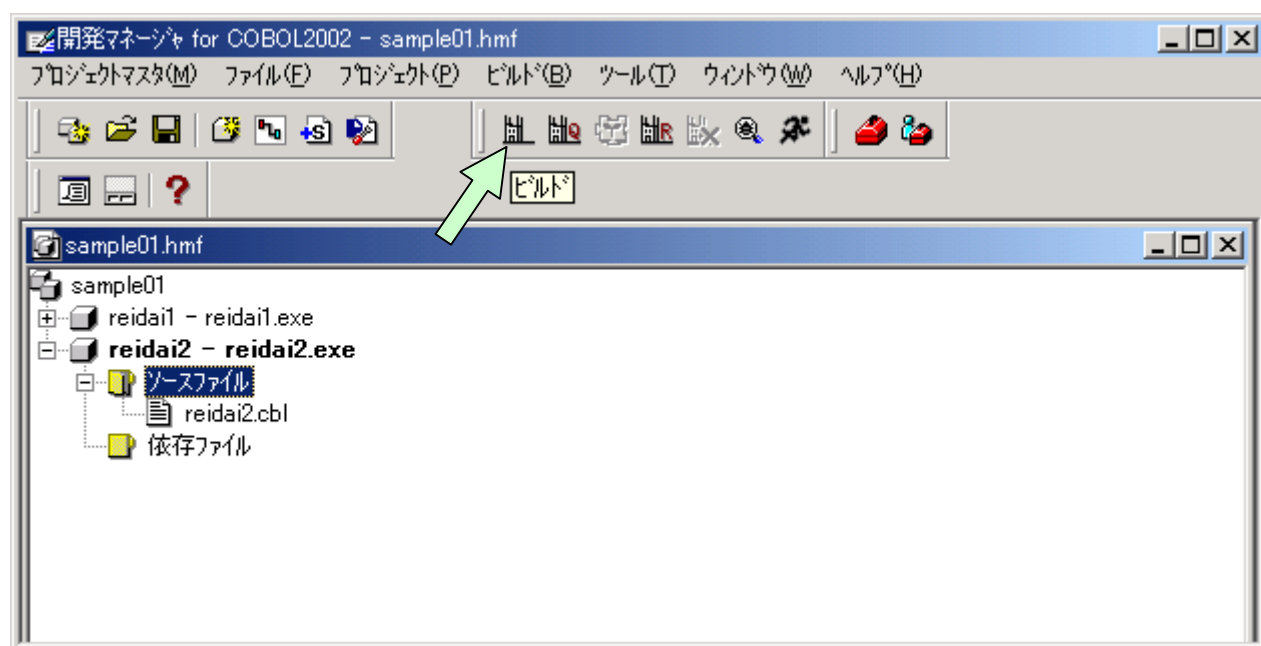 開発ﾏﾈｰｼﾞｬ for COBOL2002 - sample01.hmf
ﾌﾟﾛｼﾞｪｸﾄﾏｽﾀ(M) ﾌｧｲﾙ(F) ﾌﾟﾛｼﾞｪｸﾄ(P) ﾋﾞﾙﾄﾞ(B) ﾂｰﾙ(T) ｳｨﾝﾄﾞｳ(W) ﾍﾙﾌﾟ(H)
ﾋﾞﾙﾄﾞ
sample01.hmf
sample01
reidai1 - reidai1.exe
reidai2 - reidai2.exe
ｿｰｽﾌｧｲﾙ
reidai2.cbl
依存ﾌｧｲﾙ